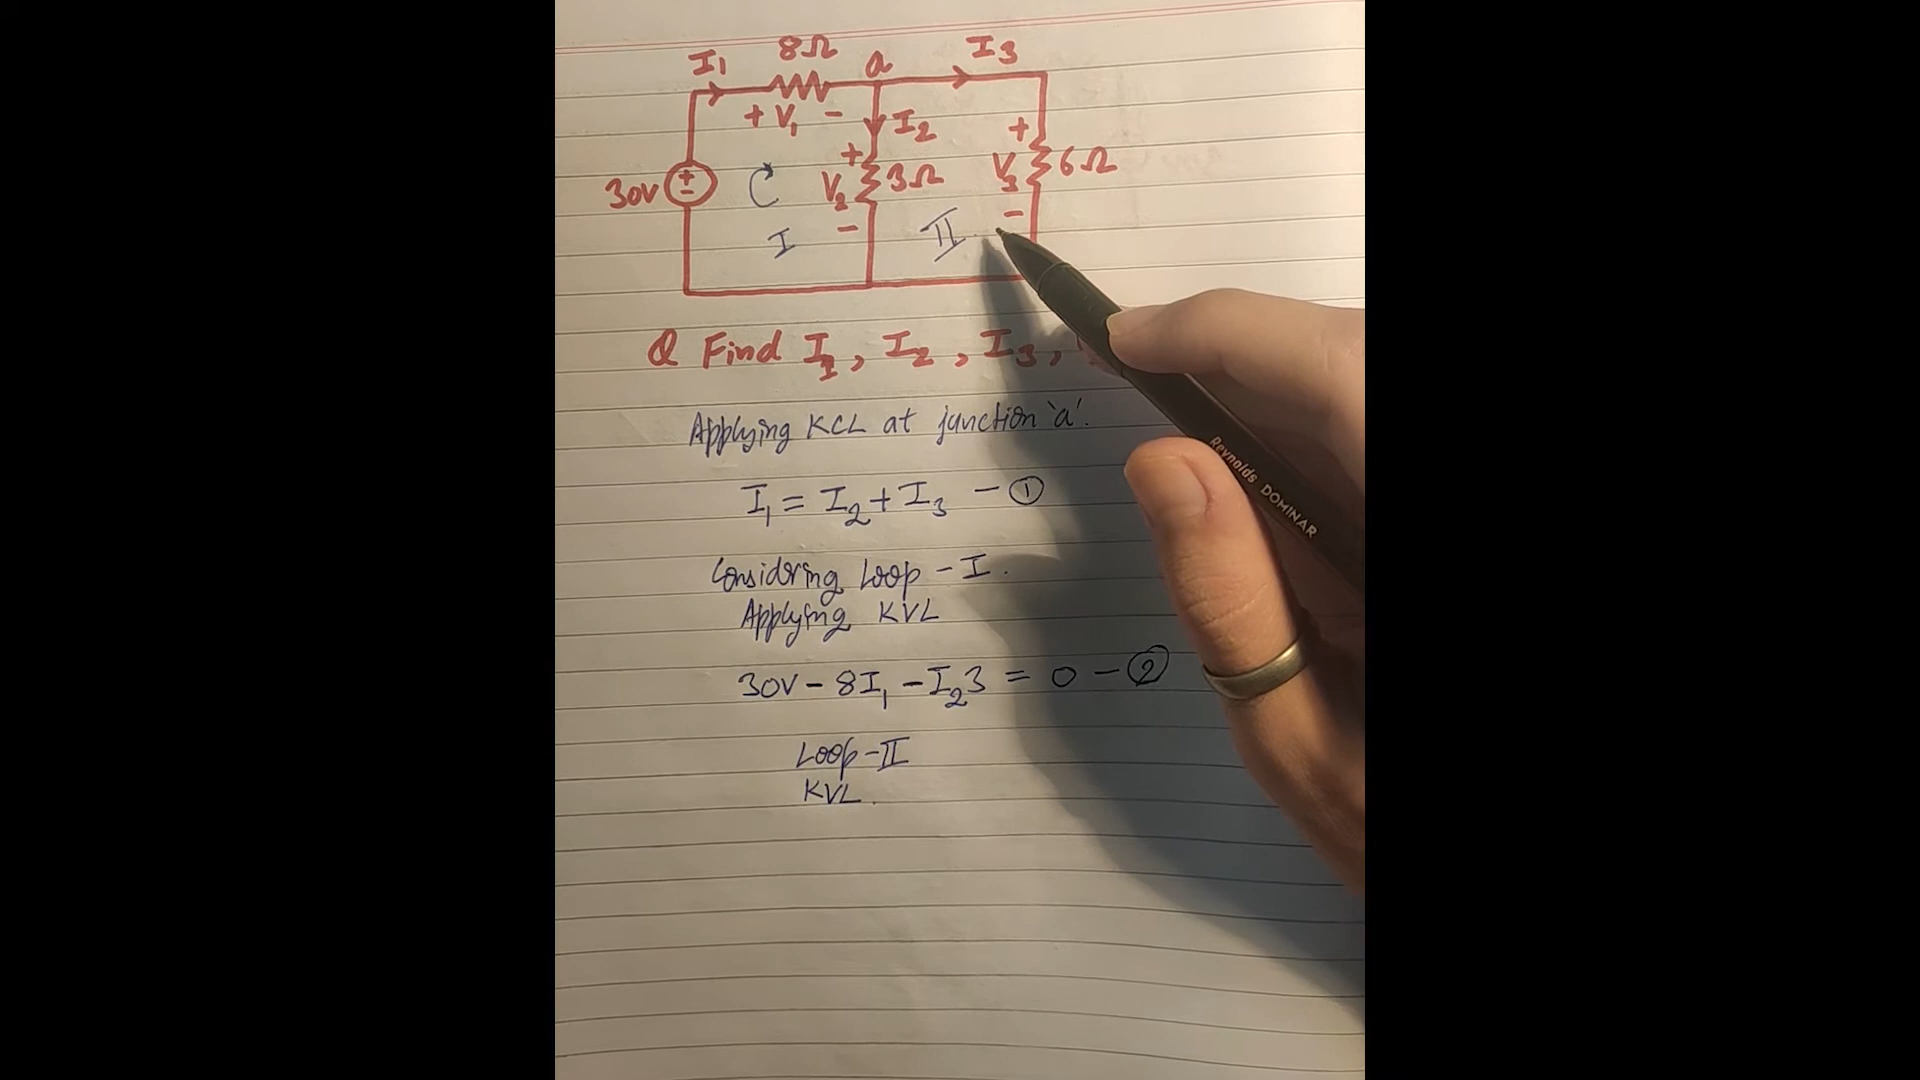 I1 8Ω a I3
+ V1 - I2
30V + - + V2 - 3Ω + V3 - 6Ω
I II
Q Find I1, I2, I3,
Applying KCL at junction 'a'.
I1 = I2 + I3 - ①
Considering Loop - I.
Applying KVL
30V - 8I1 - I23 = 0 - ②
Loop - II
KVL.
Reynolds DOMINAR